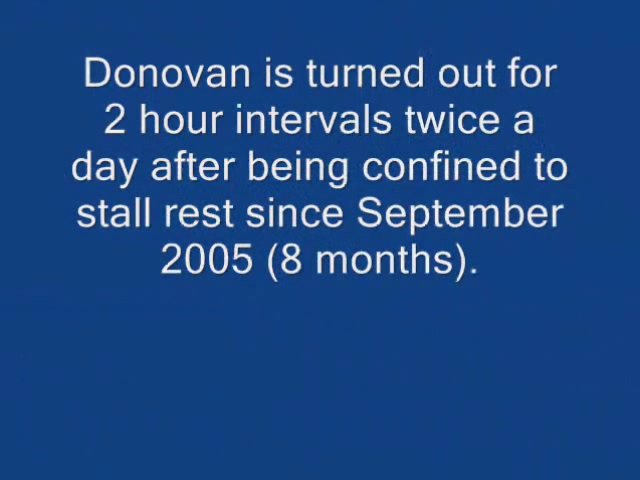 Donovan is turned out for
2 hour intervals twice a
day after being confined to
stall rest since September
2005 (8 months).